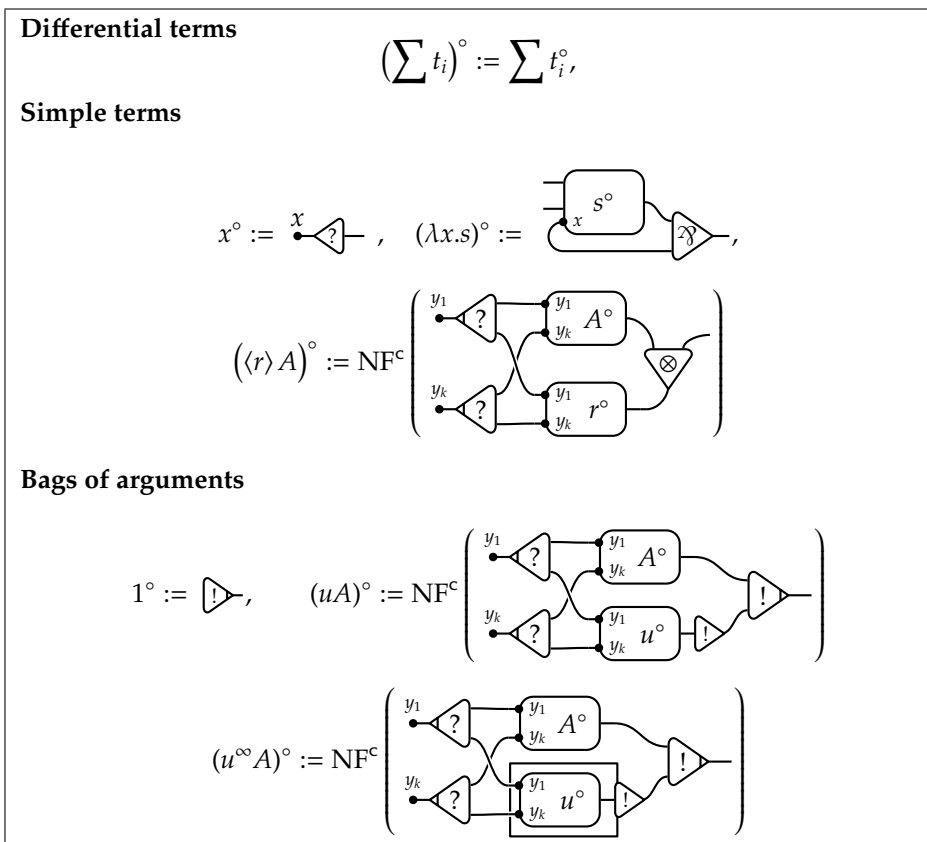 Differential terms
(∑ tᵢ)° := ∑ tᵢ°,
Simple terms
x° := x ? , (λx.s)° := s° x ⅋ ,
(⟨r⟩ A)° := NFᶜ ( y₁ ? y₁ A° yₖ ⊗ yₖ ? y₁ r° yₖ )
Bags of arguments
1° := ! , (uA)° := NFᶜ ( y₁ ? y₁ A° yₖ ! yₖ ? y₁ u° yₖ ! )
(u^∞ A)° := NFᶜ ( y₁ ? y₁ A° yₖ ! yₖ ? y₁ u° yₖ ! )